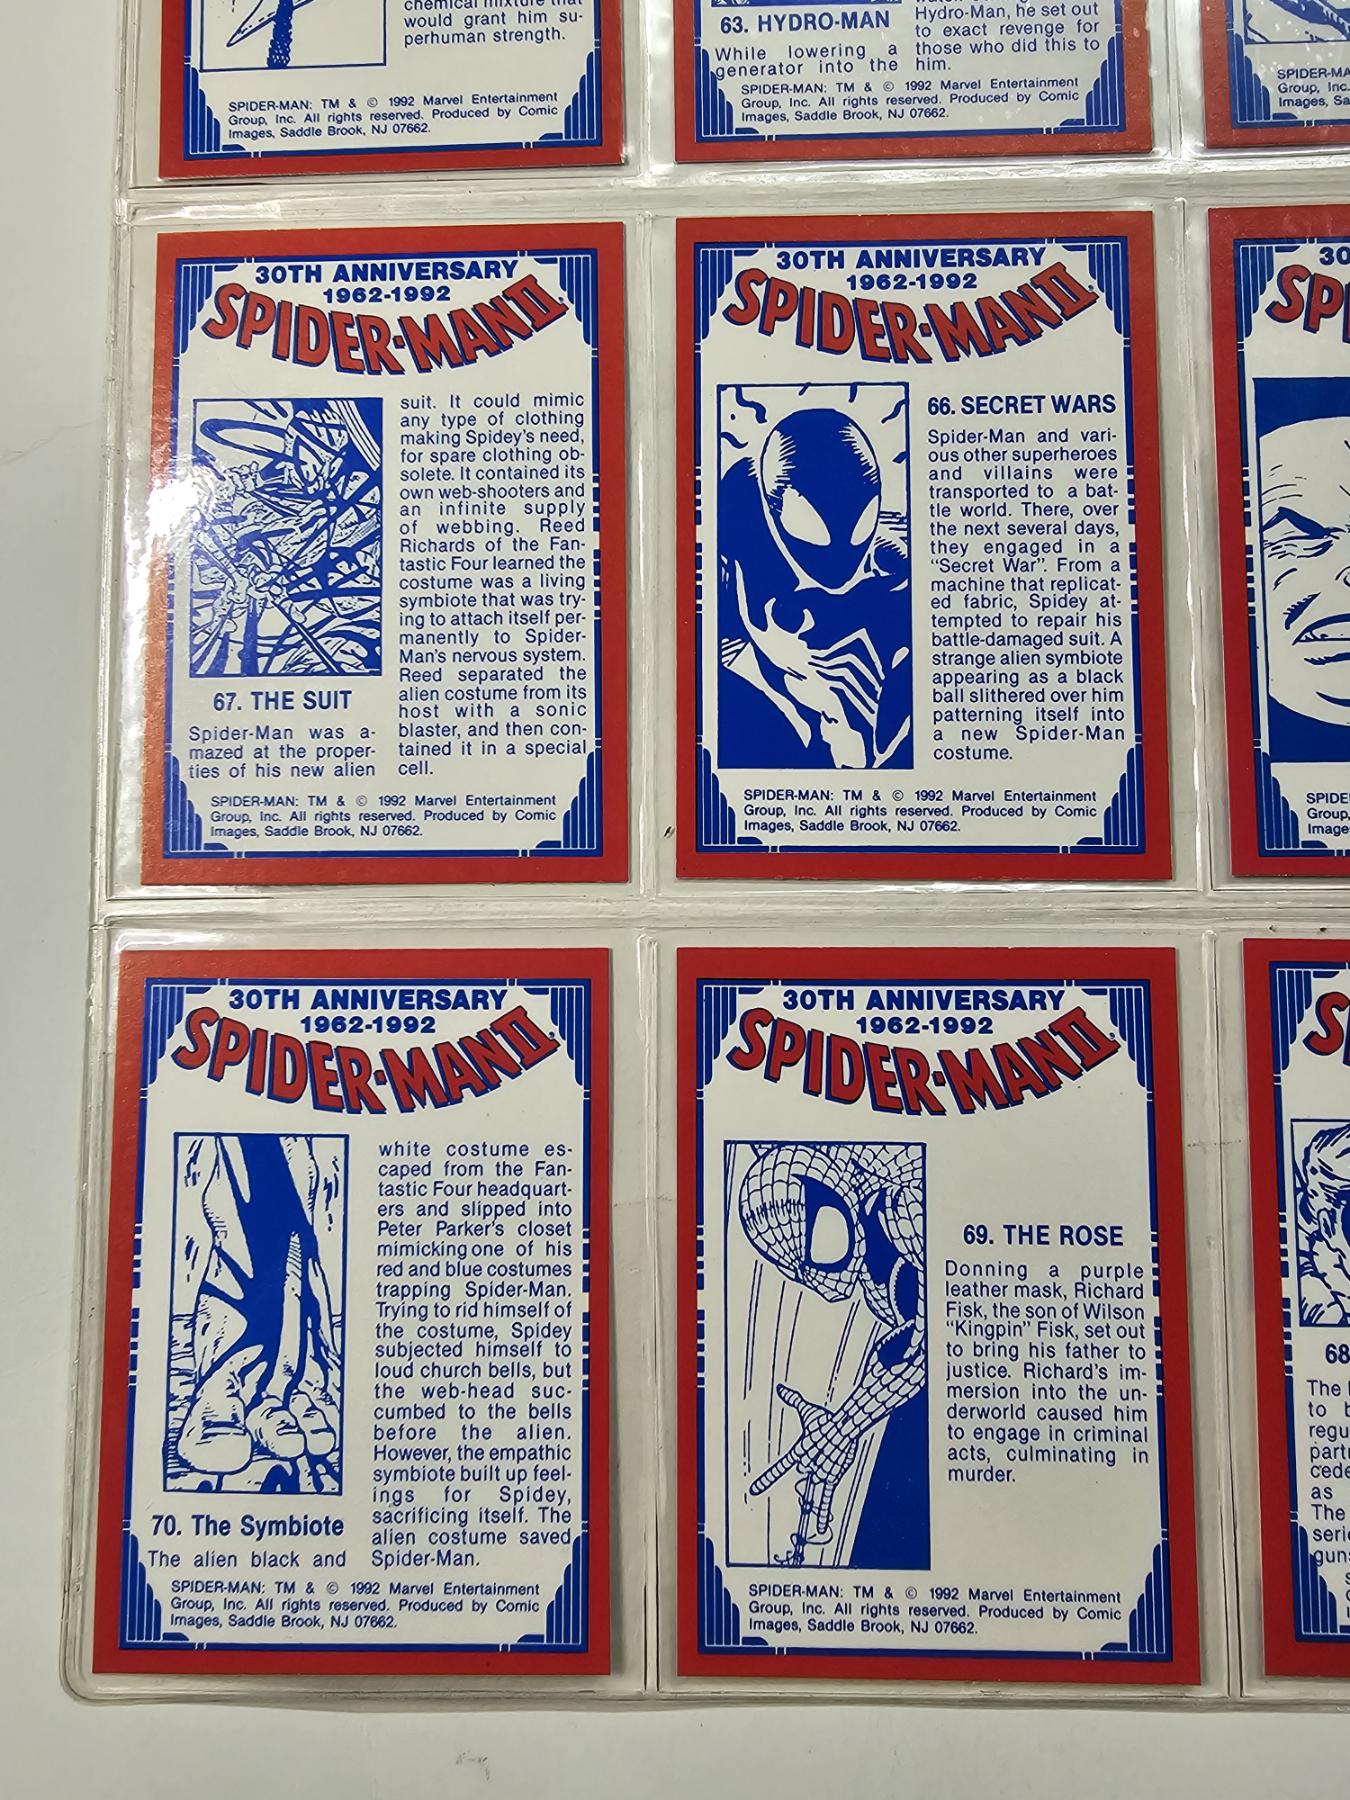 chemical mixture that
would grant him su-
perhuman strength.
SPIDER-MAN: TM & © 1992 Marvel Entertainment
Group, Inc. All rights reserved. Produced by Comic
Images, Saddle Brook, NJ 07662.
63. HYDRO-MAN
While lowering a
generator into the
Hydro-Man, he set out
to exact revenge for
those who did this to
him.
SPIDER-MAN: TM & © 1992 Marvel Entertainment
Group, Inc. All rights reserved. Produced by Comic
Images, Saddle Brook, NJ 07662.
SPIDER-MA
Group, Inc.
Images, Sa
30TH ANNIVERSARY
1962-1992
SPIDER-MAN II
67. THE SUIT
Spider-Man was a-
mazed at the proper-
ties of his new alien
suit. It could mimic
any type of clothing
making Spidey's need,
for spare clothing ob-
solete. It contained its
own web-shooters and
an infinite supply
of webbing. Reed
Richards of the Fan-
tastic Four learned the
costume was a living
symbiote that was try-
ing to attach itself per-
manently to Spider-
Man's nervous system.
Reed separated the
alien costume from its
host with a sonic
blaster, and then con-
tained it in a special
cell.
SPIDER-MAN: TM & © 1992 Marvel Entertainment
Group, Inc. All rights reserved. Produced by Comic
Images, Saddle Brook, NJ 07662.
30TH ANNIVERSARY
1962-1992
SPIDER-MAN II
66. SECRET WARS
Spider-Man and vari-
ous other superheroes
and villains were
transported to a bat-
tle world. There, over
the next several days,
they engaged in a
"Secret War". From a
machine that replicat-
ed fabric, Spidey at-
tempted to repair his
battle-damaged suit. A
strange alien symbiote
appearing as a black
ball slithered over him
patterning itself into
a new Spider-Man
costume.
SPIDER-MAN: TM & © 1992 Marvel Entertainment
Group, Inc. All rights reserved. Produced by Comic
Images, Saddle Brook, NJ 07662.
30
SP
SPIDE
Group,
Image
30TH ANNIVERSARY
1962-1992
SPIDER-MAN II
70. The Symbiote
The alien black and
white costume es-
caped from the Fan-
tastic Four headquart-
ers and slipped into
Peter Parker's closet
mimicking one of his
red and blue costumes
trapping Spider-Man.
Trying to rid himself of
the costume, Spidey
subjected himself to
loud church bells, but
the web-head suc-
cumbed to the bells
before the alien.
However, the empathic
symbiote built up feel-
ings for Spidey,
sacrificing itself. The
alien costume saved
Spider-Man.
SPIDER-MAN: TM & © 1992 Marvel Entertainment
Group, Inc. All rights reserved. Produced by Comic
Images, Saddle Brook, NJ 07662.
30TH ANNIVERSARY
1962-1992
SPIDER-MAN II
69. THE ROSE
Donning a purple
leather mask, Richard
Fisk, the son of Wilson
"Kingpin" Fisk, set out
to bring his father to
justice. Richard's im-
mersion into the un-
derworld caused him
to engage in criminal
acts, culminating in
murder.
SPIDER-MAN: TM & © 1992 Marvel Entertainment
Group, Inc. All rights reserved. Produced by Comic
Images, Saddle Brook, NJ 07662.
S
68
The
to b
regu
partn
cede
as
The
serie
guns